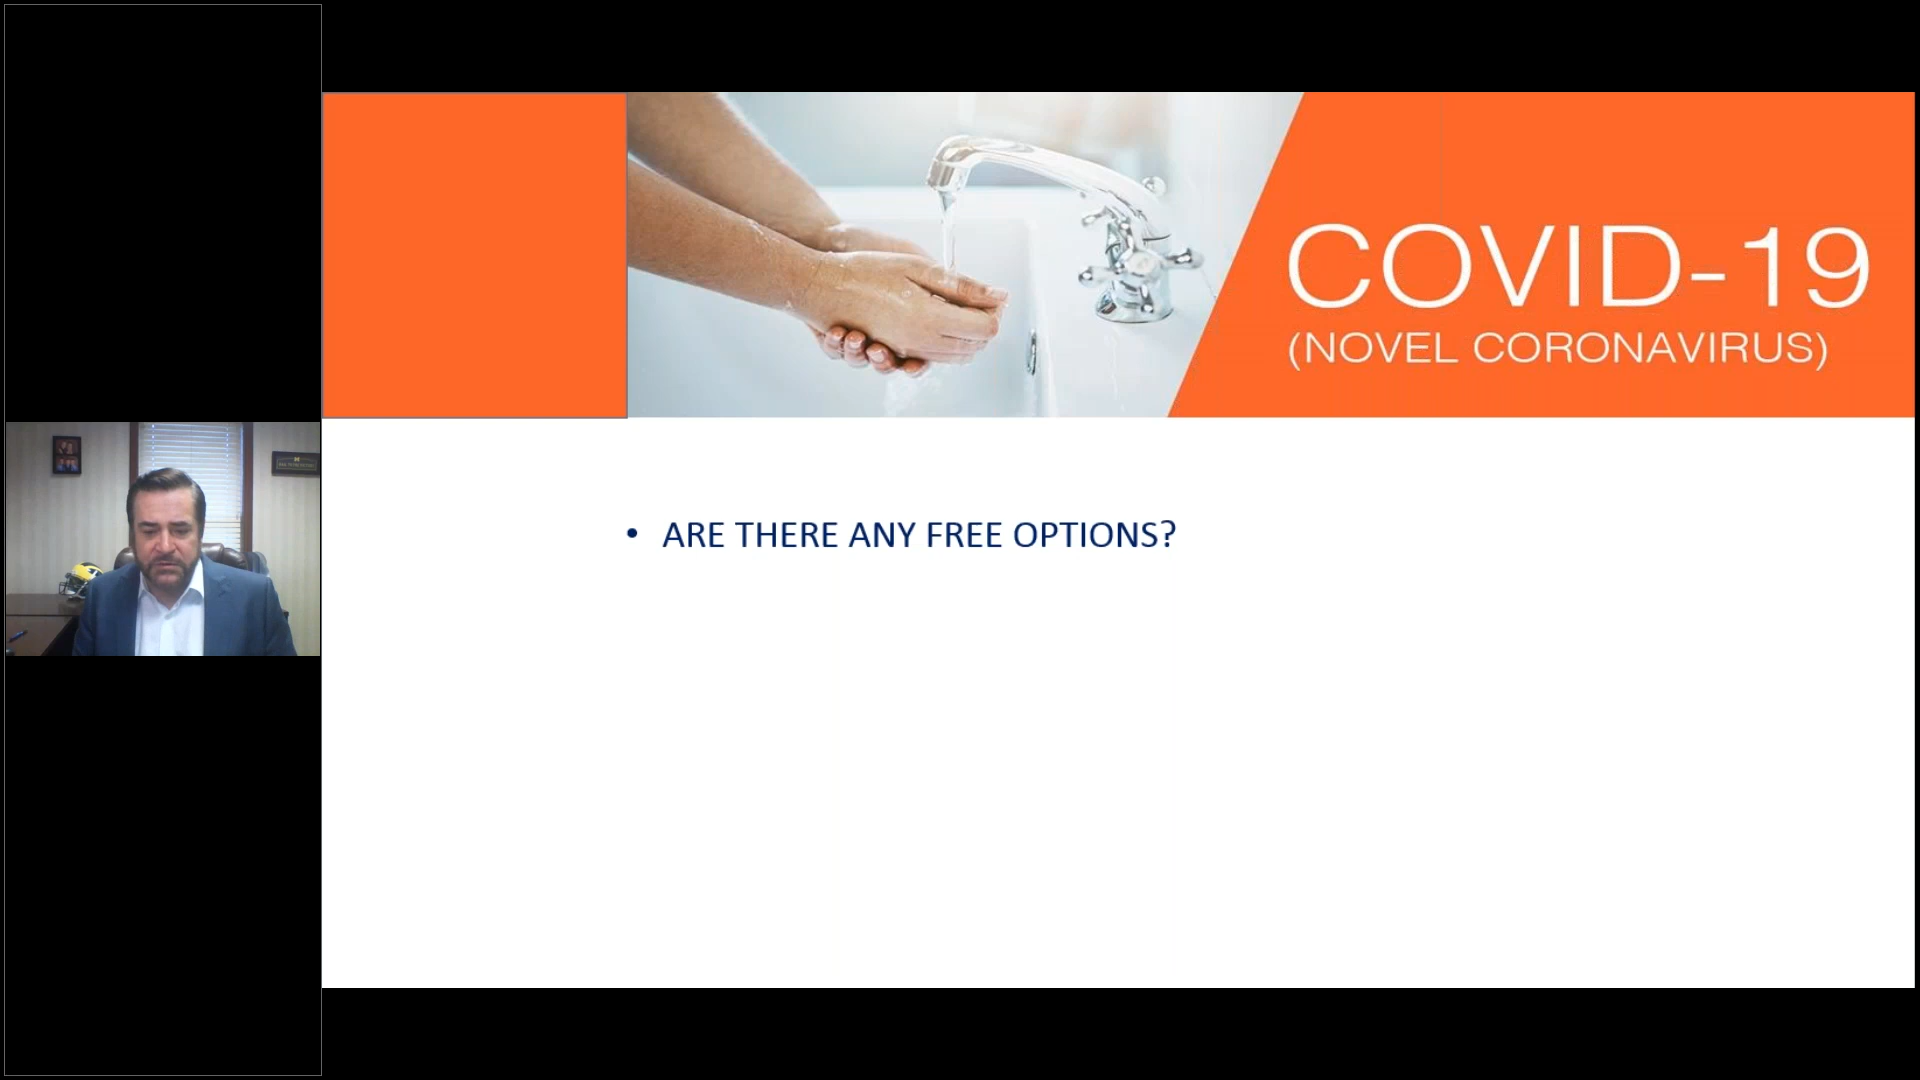 COVID-19
(NOVEL CORONAVIRUS)
• ARE THERE ANY FREE OPTIONS?